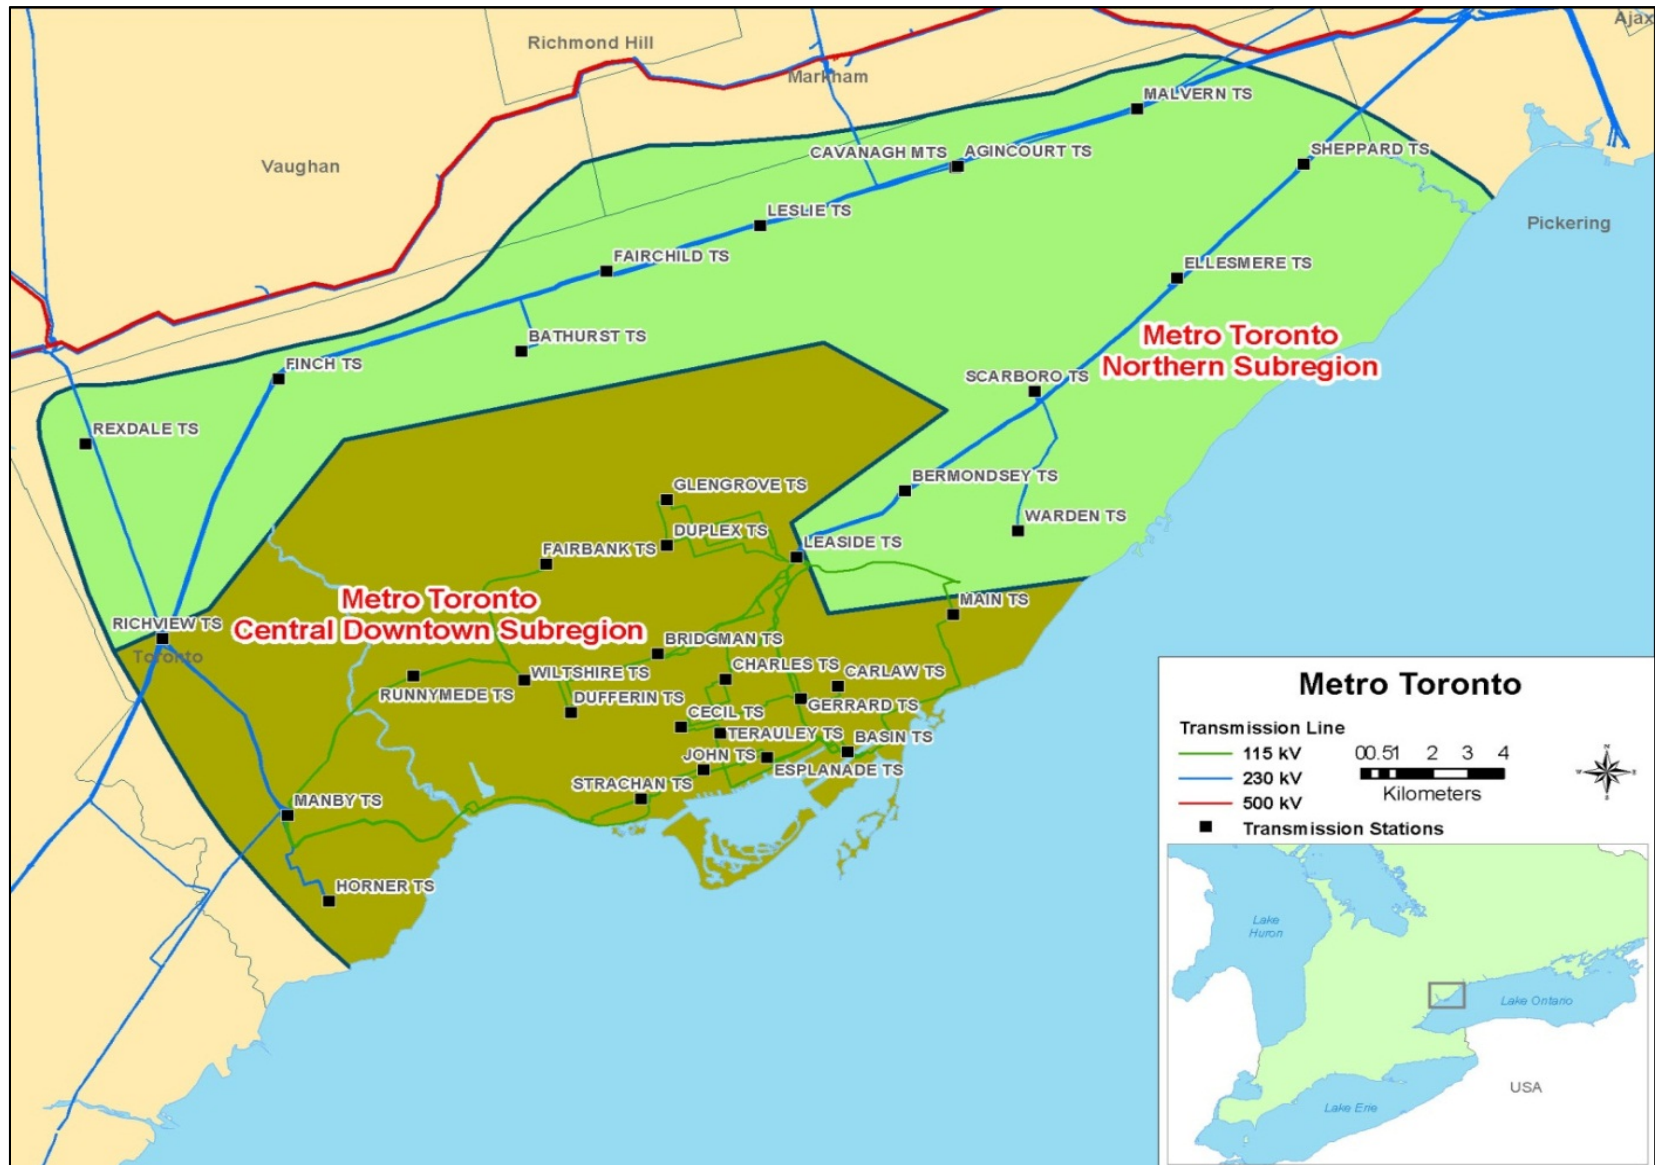 Ajax
Richmond Hill
Markham
MALVERN TS
CAVANAGH MTS
AGINCOURT TS
SHEPPARD TS
Vaughan
LESLIE TS
Pickering
FAIRCHILD TS
ELLESMERE TS
BATHURST TS
Metro Toronto
Northern Subregion
FINCH TS
SCARBORO TS
REXDALE TS
BERMONDSEY TS
GLENGROVE TS
WARDEN TS
DUPLEX TS
LEASIDE TS
FAIRBANK TS
Metro Toronto
Central Downtown Subregion
MAIN TS
RICHVIEW TS
Toronto
BRIDGMAN TS
CHARLES TS
CARLAW TS
WILTSHIRE TS
RUNNYMEDE TS
DUFFERIN TS
GERRARD TS
CECIL TS
TERAULEY TS
BASIN TS
JOHN TS
ESPLANADE TS
STRACHAN TS
MANBY TS
HORNER TS
Metro Toronto
Transmission Line
115 kV
230 kV
500 kV
Transmission Stations
0 0.5 1 2 3 4
Kilometers
N
W
E
S
Lake
Huron
Lake Ontario
USA
Lake Erie